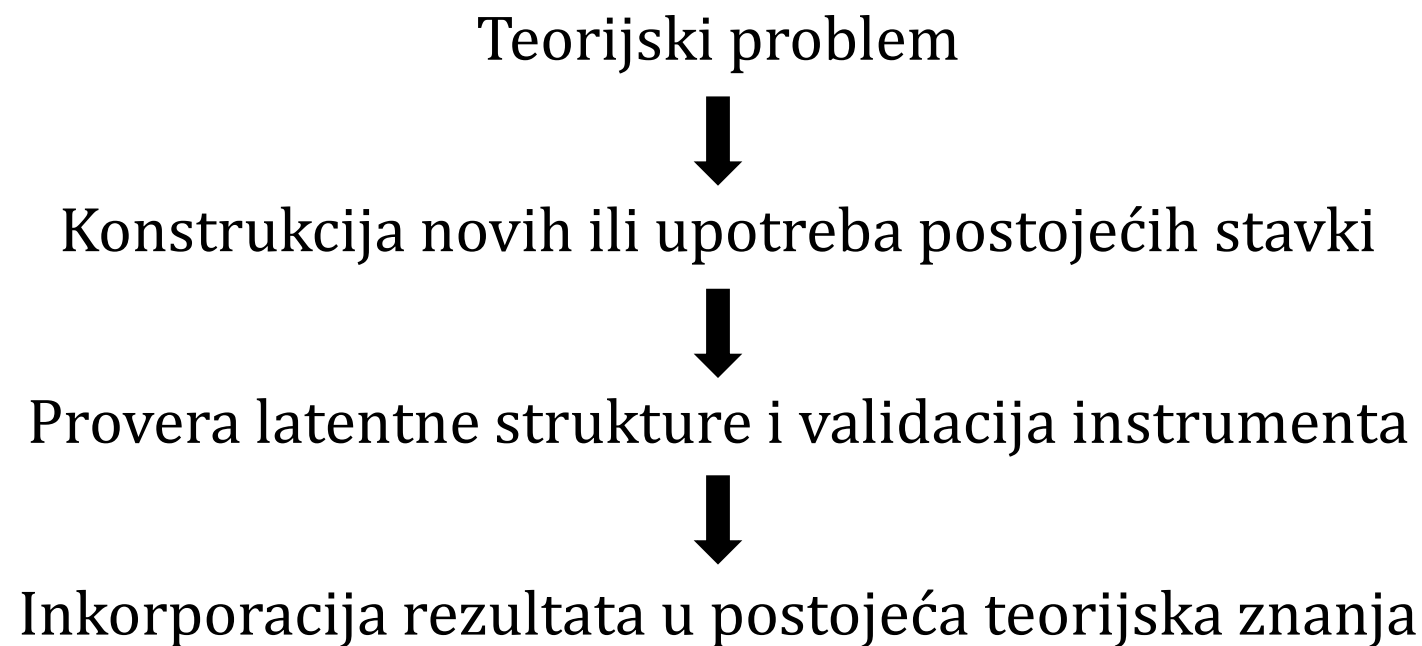 Teorijski problem
Konstrukcija novih ili upotreba postojećih stavki
Provera latentne strukture i validacija instrumenta
Inkorporacija rezultata u postojeća teorijska znanja